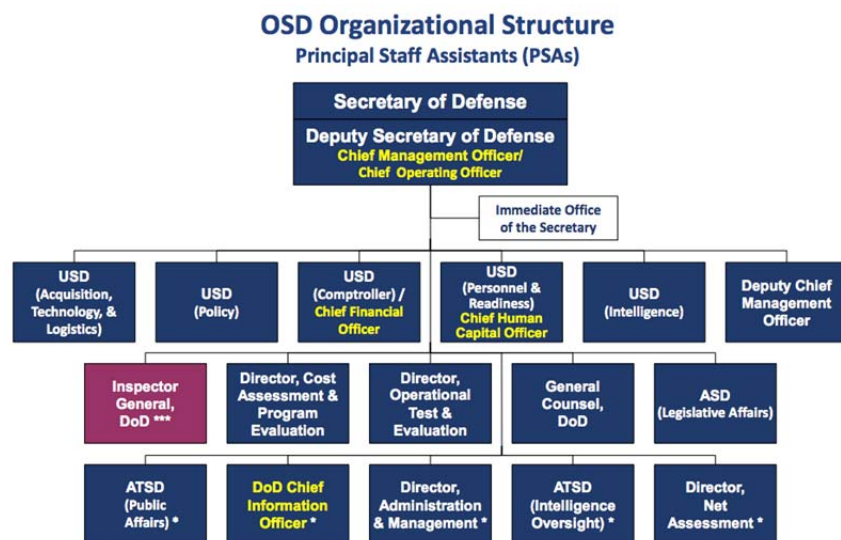 OSD Organizational Structure
Principal Staff Assistants (PSAs)
Secretary of Defense
Deputy Secretary of Defense
Chief Management Officer/
Chief Operating Officer
Immediate Office
of the Secretary
USD
(Acquisition,
Technology, &
Logistics)
USD
(Policy)
USD
(Comptroller) /
Chief Financial
Officer
USD
(Personnel &
Readiness)
Chief Human
Capital Officer
USD
(Intelligence)
Deputy Chief
Management
Officer
Inspector
General,
DoD ***
Director, Cost
Assessment &
Program
Evaluation
Director,
Operational
Test &
Evaluation
General
Counsel,
DoD
ASD
(Legislative Affairs)
ATSD
(Public
Affairs) *
DoD Chief
Information
Officer *
Director,
Administration
& Management *
ATSD
(Intelligence
Oversight) *
Director,
Net
Assessment *